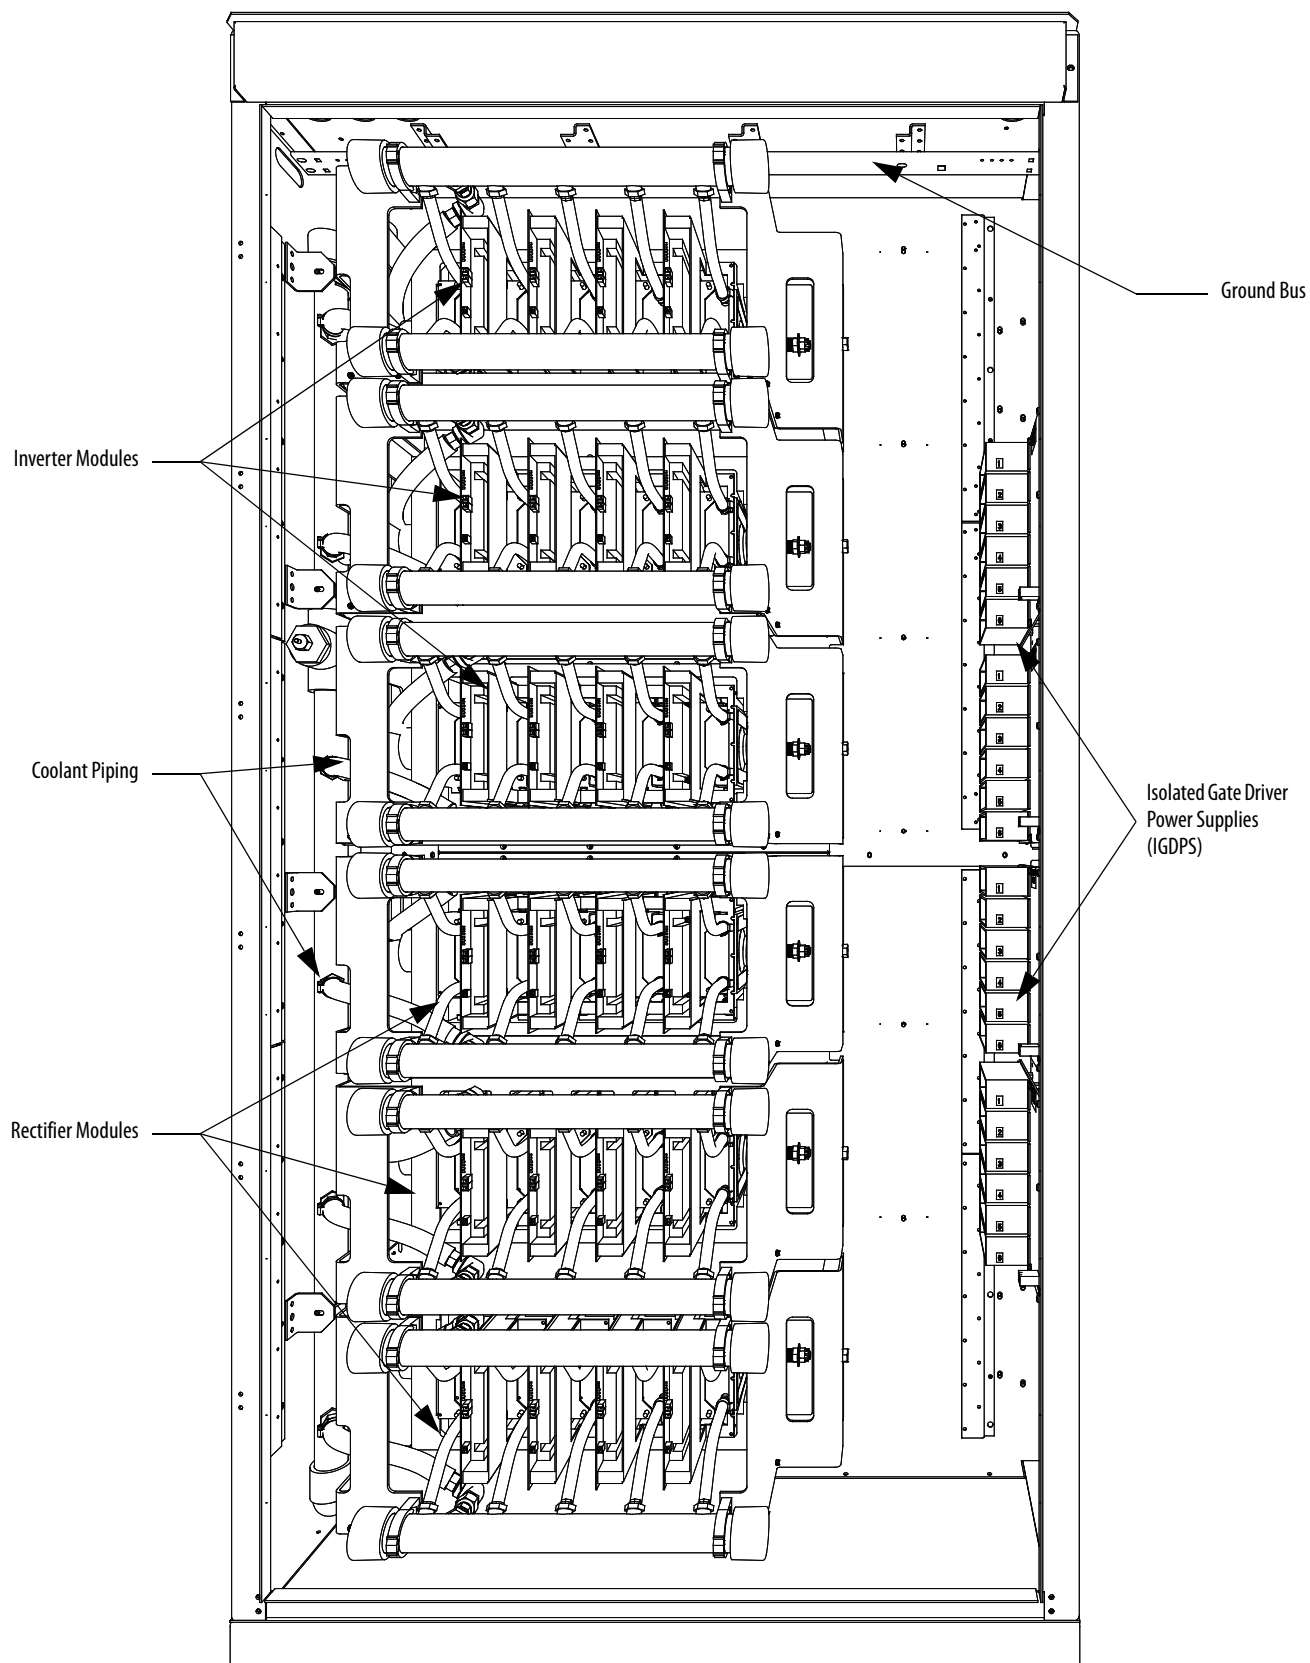 Ground Bus
Inverter Modules
Coolant Piping
Isolated Gate Driver
Power Supplies
(IGDPS)
Rectifier Modules